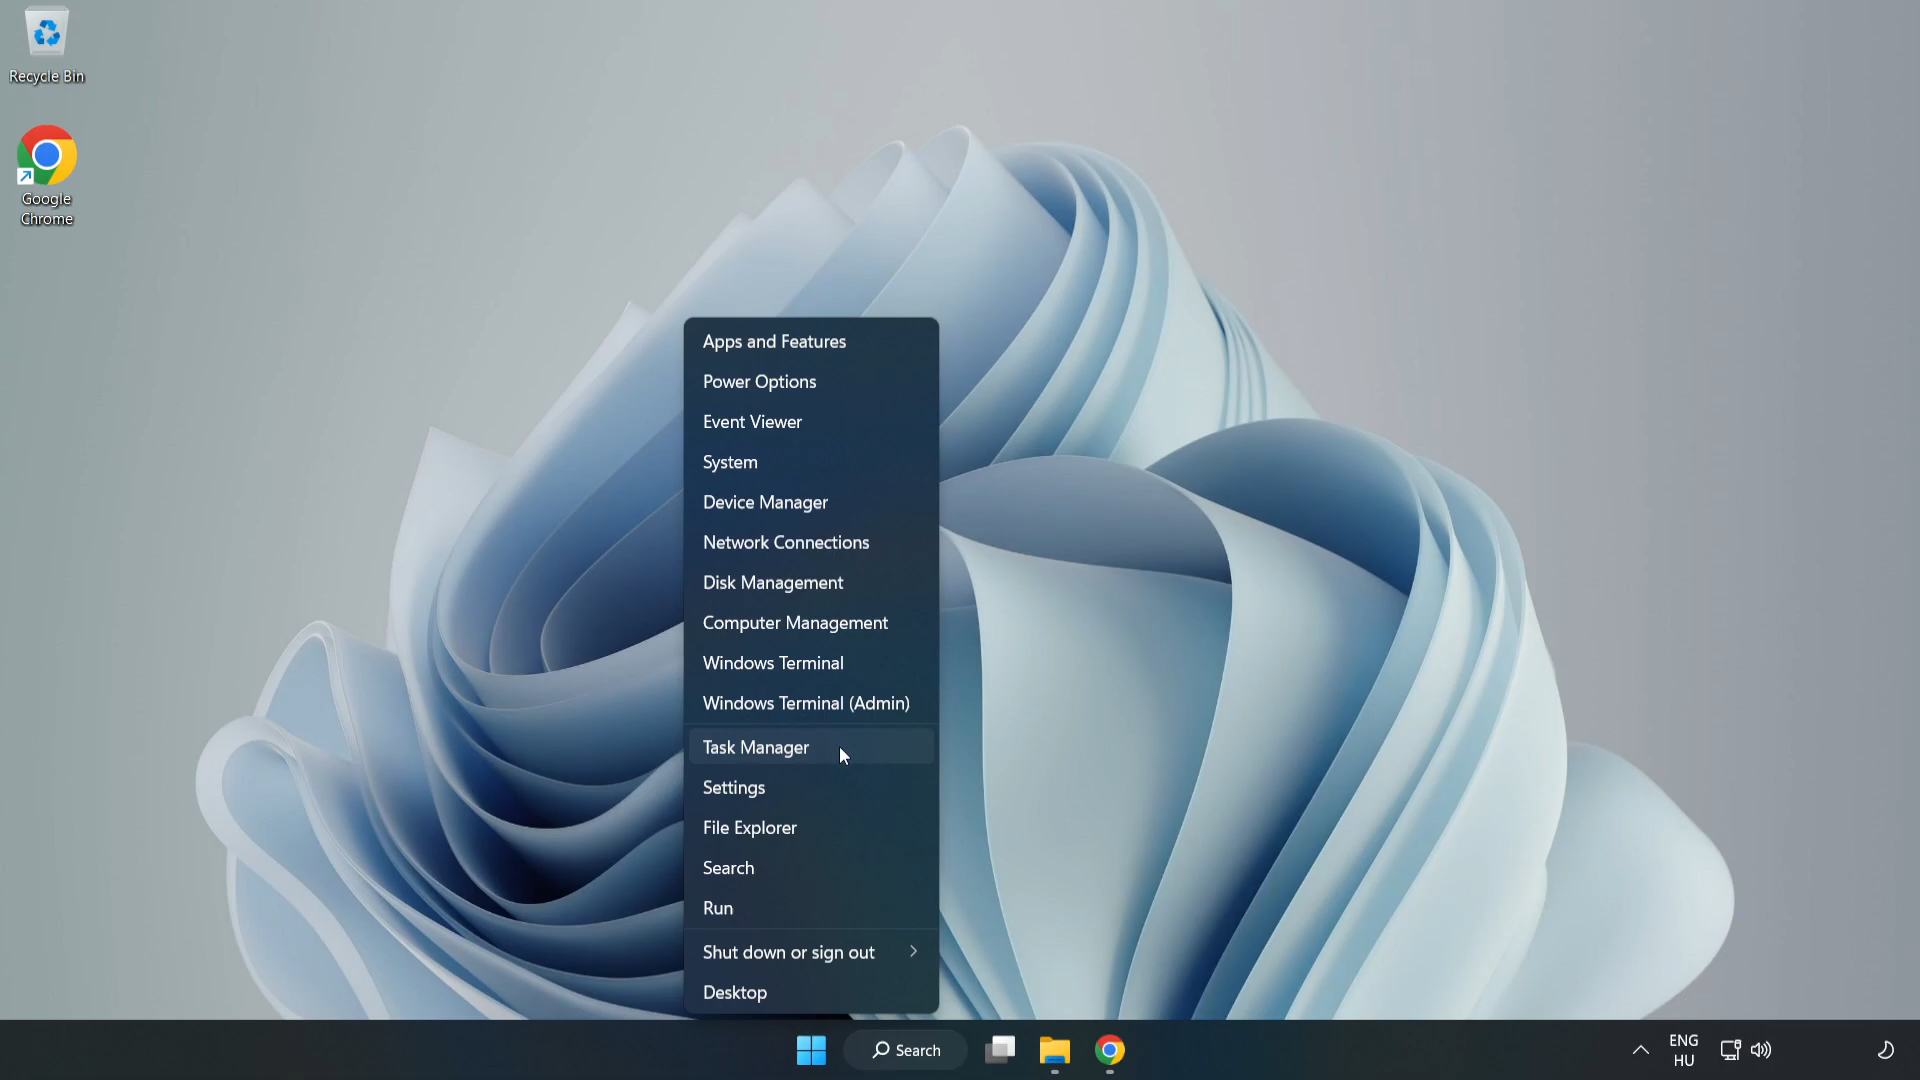 Recycle Bin
Google
Chrome
Apps and Features
Power Options
Event Viewer
System
Device Manager
Network Connections
Disk Management
Computer Management
Windows Terminal
Windows Terminal (Admin)
Task Manager
Settings
File Explorer
Search
Run
Shut down or sign out
Desktop
Search
ENG
HU